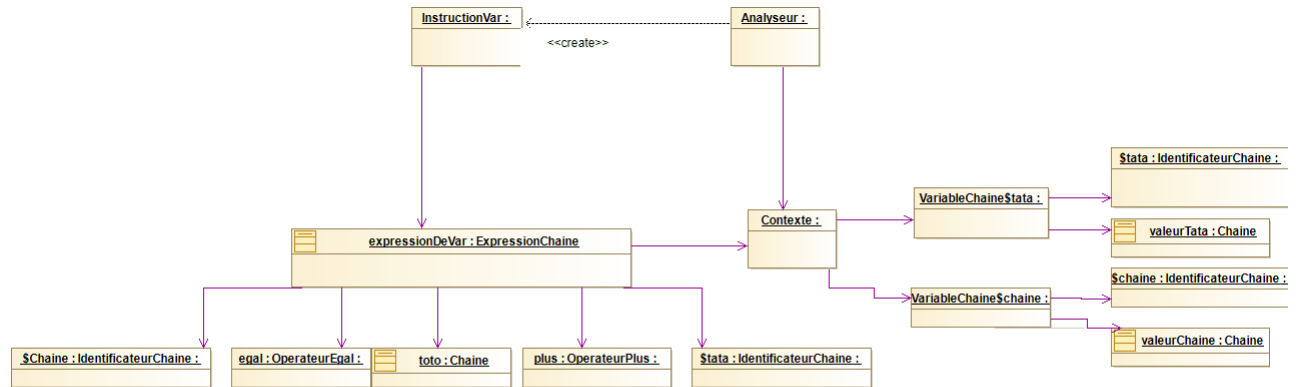 InstructionVar :
Analyseur :
<<create>>
$tata : IdentificateurChaine :
VariableChaine$tata :
Contexte :
valeurTata : Chaine
expressionDeVar : ExpressionChaine
$chaine : IdentificateurChaine :
VariableChaine$chaine :
valeurChaine : Chaine
$Chaine : IdentificateurChaine :
egal : OperateurEgal :
toto : Chaine
plus : OperateurPlus :
$tata : IdentificateurChaine :